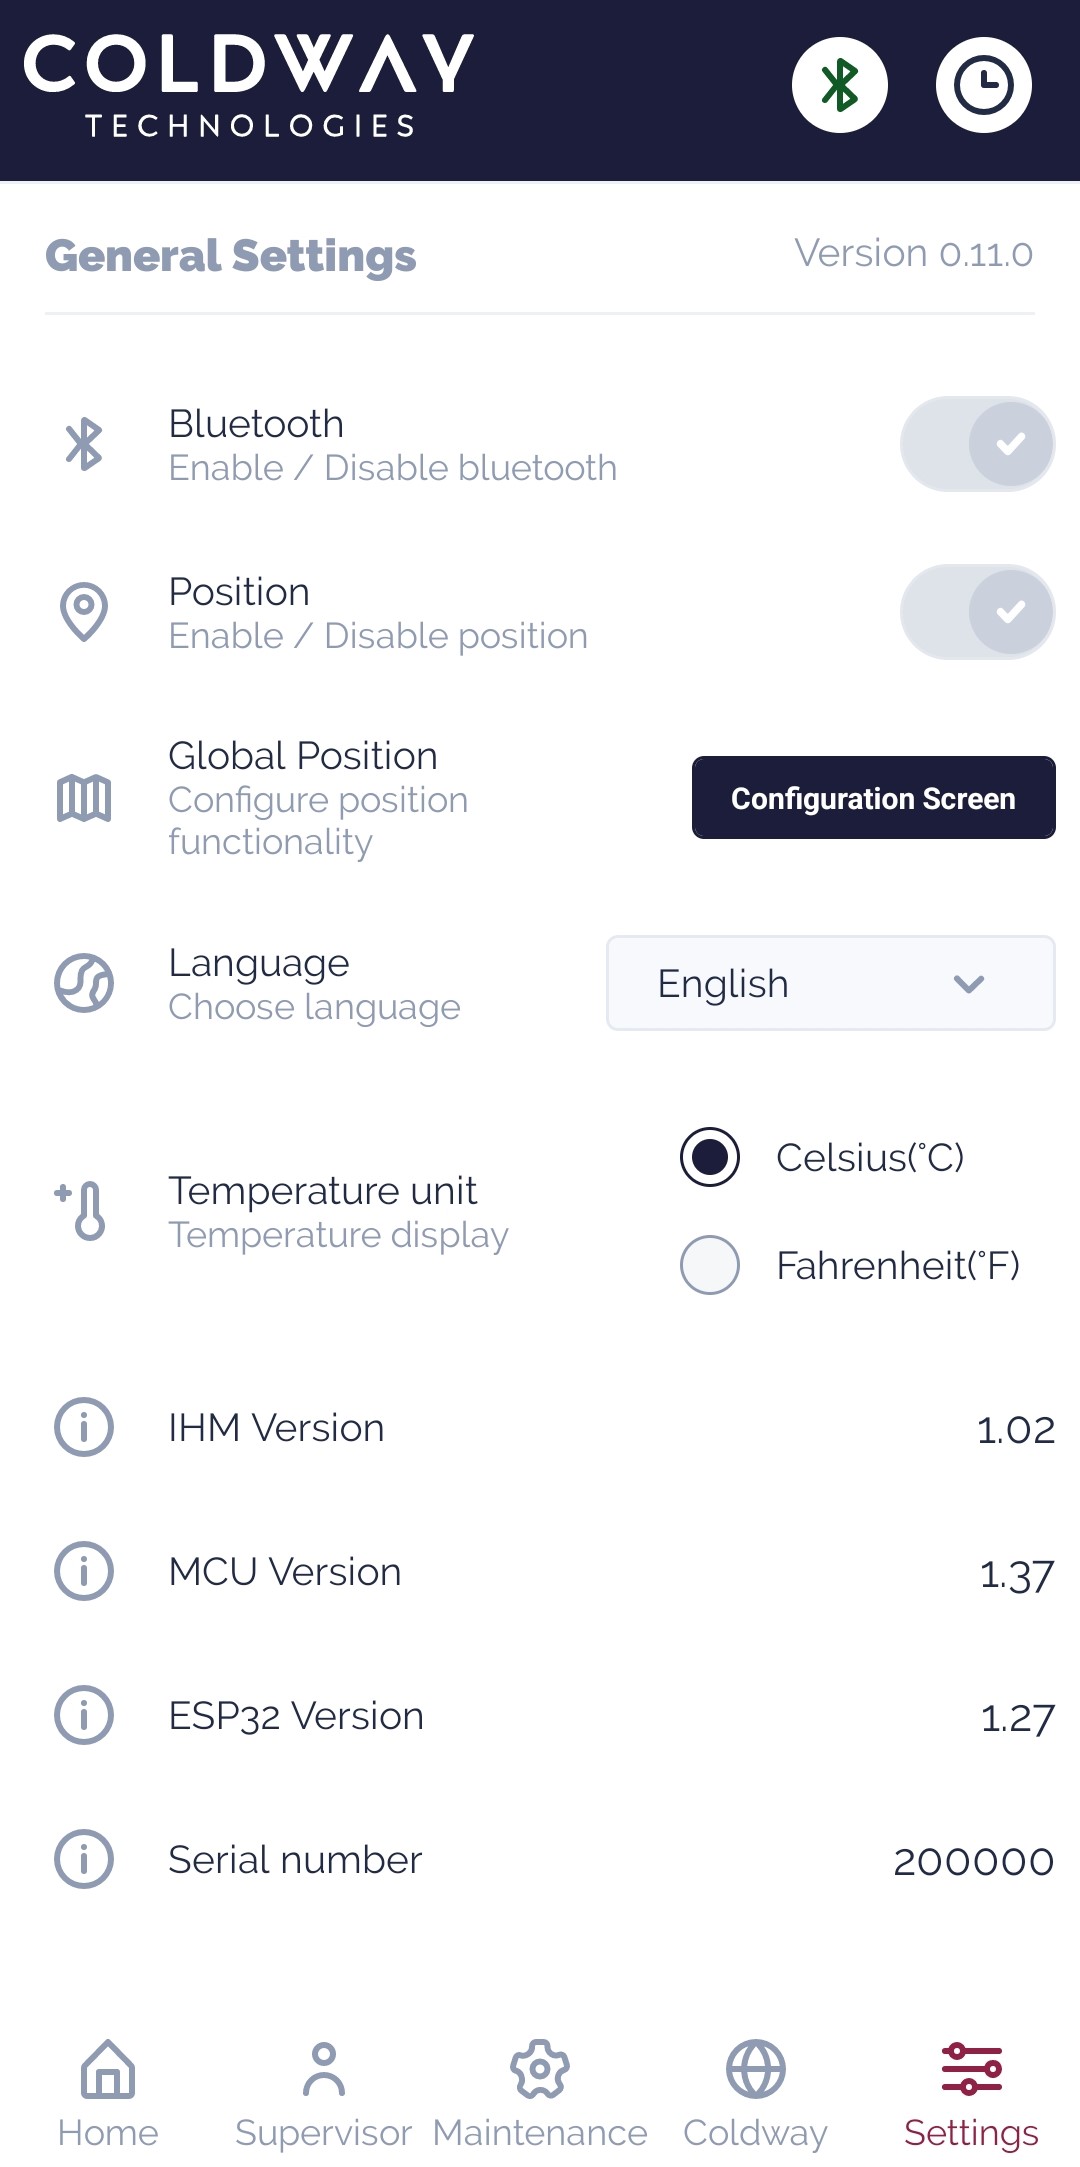 COLDWAY
TECHNOLOGIES
General Settings
Version 0.11.0
Bluetooth
Enable / Disable bluetooth
Position
Enable / Disable position
Global Position
Configure position
functionality
Configuration Screen
Language
Choose language
English
Temperature unit
Temperature display
Celsius(°C)
Fahrenheit(°F)
IHM Version
1.02
MCU Version
1.37
ESP32 Version
1.27
Serial number
200000
Home
Supervisor
Maintenance
Coldway
Settings